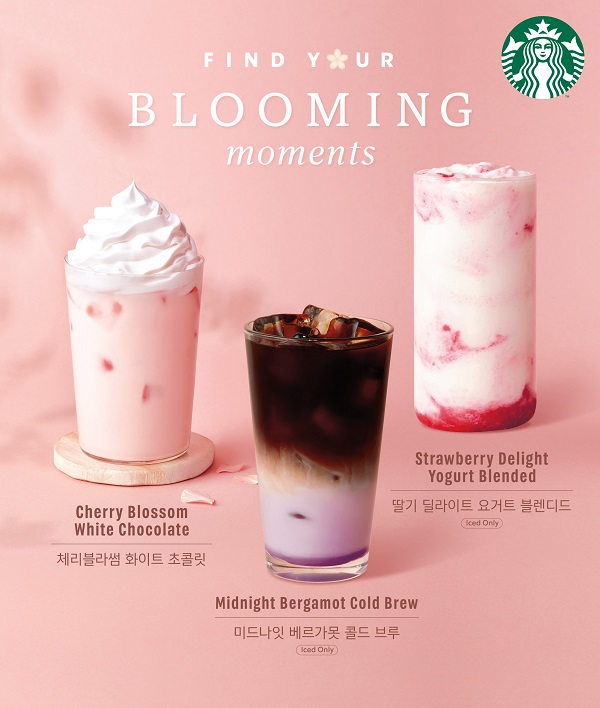 FIND YOUR
BLOOMING
moments
Strawberry Delight
Yogurt Blended
딸기 딜라이트 요거트 블렌디드
Iced Only
Cherry Blossom
White Chocolate
체리블라썸 화이트 초콜릿
Midnight Bergamot Cold Brew
미드나잇 베르가못 콜드 브루
Iced Only